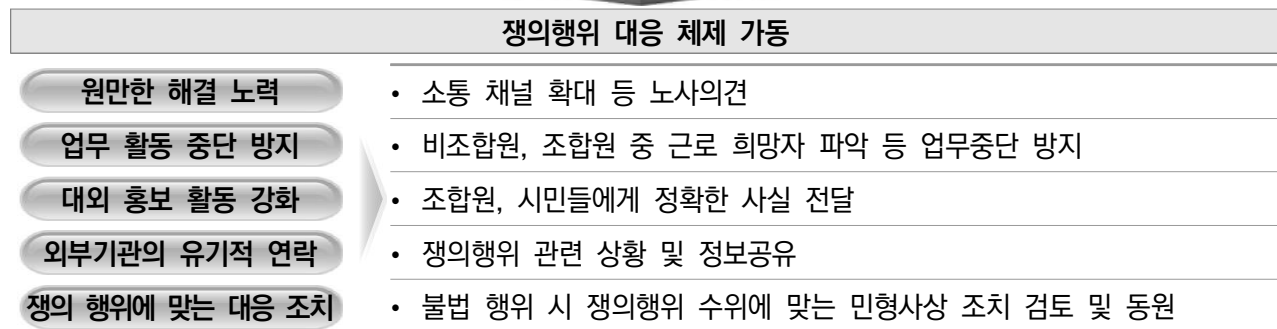 쟁의행위 대응 체제 가동
원만한 해결 노력
• 소통 채널 확대 등 노사의견
업무 활동 중단 방지
• 비조합원, 조합원 중 근로 희망자 파악 등 업무중단 방지
대외 홍보 활동 강화
• 조합원, 시민들에게 정확한 사실 전달
외부기관의 유기적 연락
• 쟁의행위 관련 상황 및 정보공유
쟁의 행위에 맞는 대응 조치
• 불법 행위 시 쟁의행위 수위에 맞는 민형사상 조치 검토 및 동원